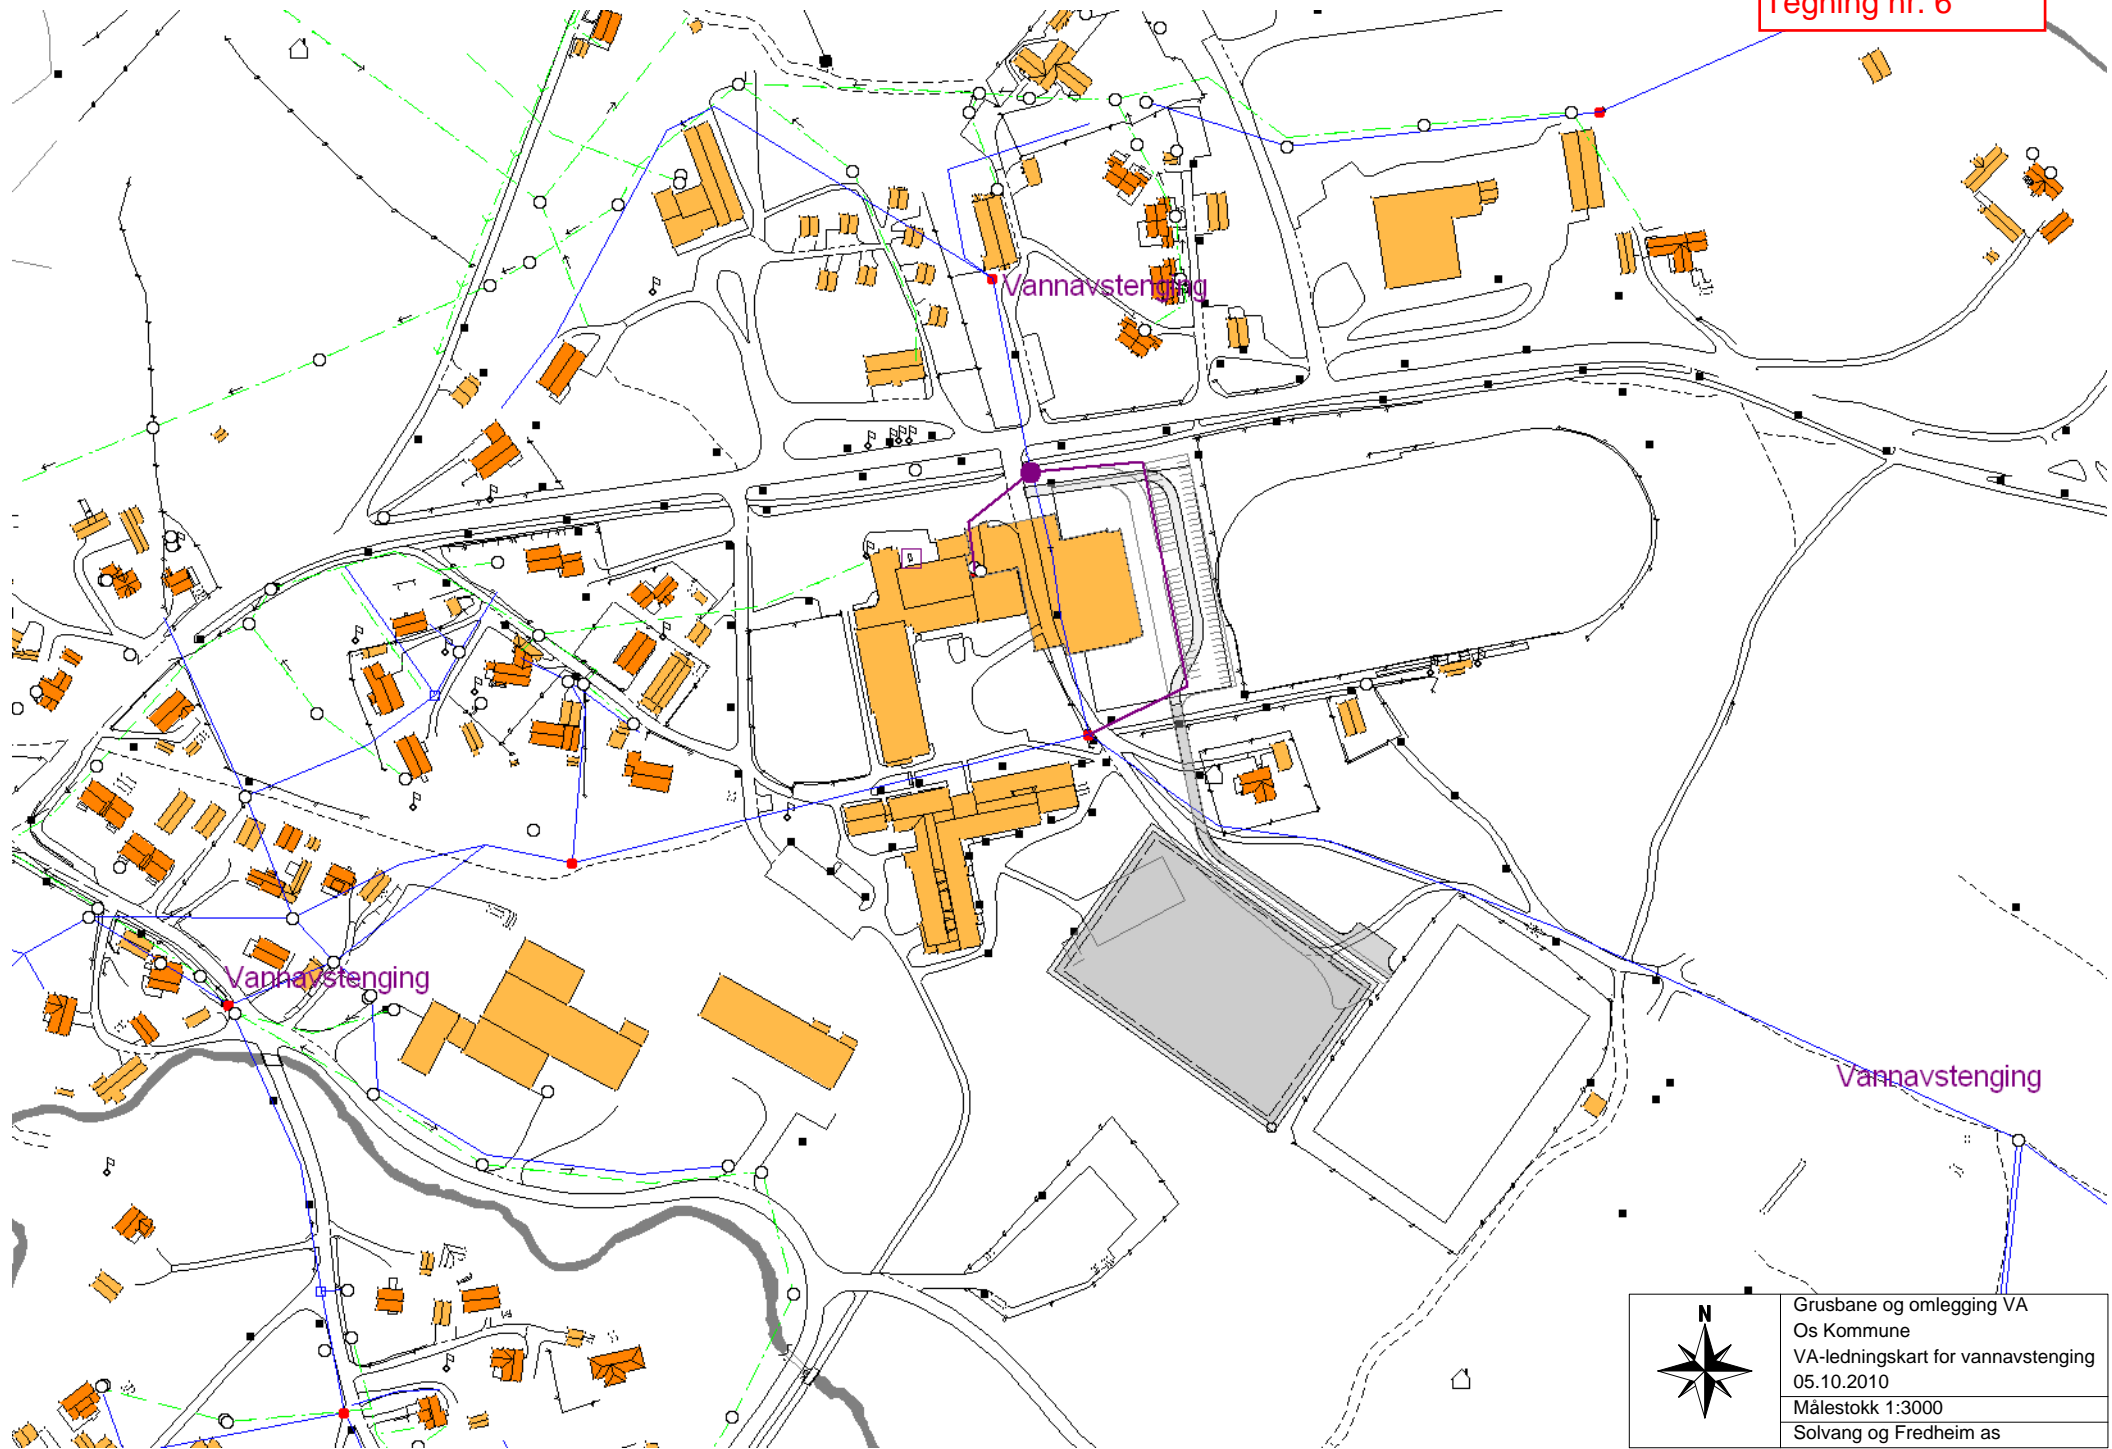 Tegning nr. 6
Vannavstenging
Vannavstenging
Vannavstenging
N
Grusbane og omlegging VA
Os Kommune
VA-ledningskart for vannavstenging
05.10.2010
Målestokk 1:3000
Solvang og Fredheim as